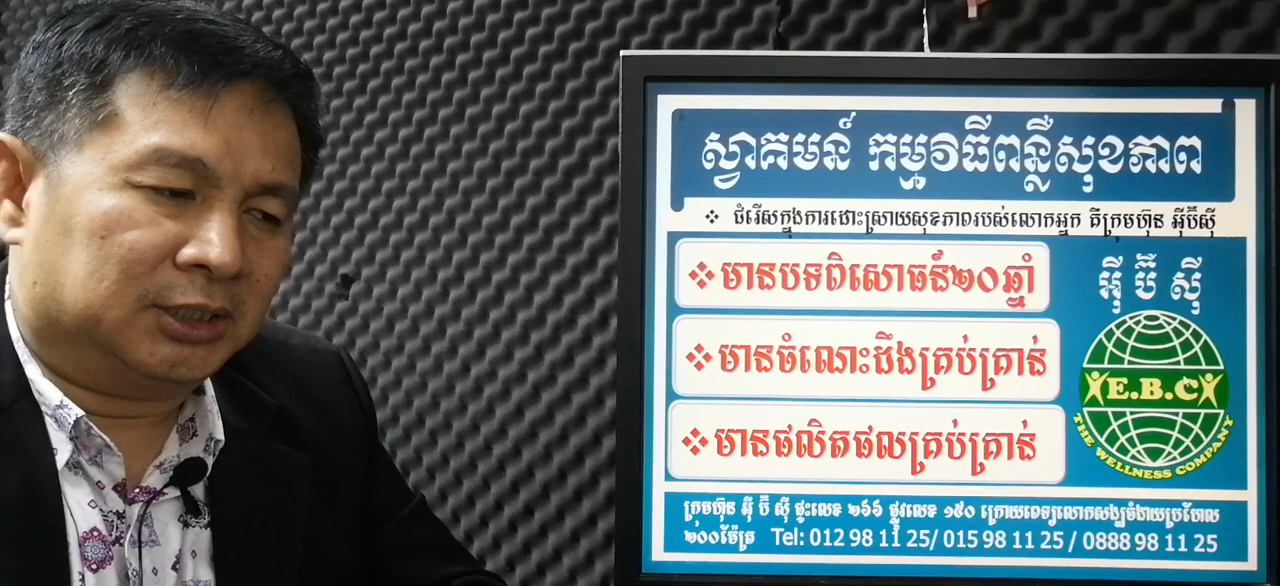 ស្វាគមន៍ កម្មវិធីពន្លឺសុខភាព
❖ ជំរើសក្នុងការដោះស្រាយសុខភាពរបស់លោកអ្នក គឺក្រុមហ៊ុន អ៊ីប៊ីស៊ី
❖មានបទពិសោធន៍២០ឆ្នាំ
❖មានចំណេះដឹងគ្រប់គ្រាន់
❖មានផលិតផលគ្រប់គ្រាន់
អ៊ី ប៊ី ស៊ី
E.B.C
THE WELLNESS COMPANY
ក្រុមហ៊ុន អ៊ី ប៊ី ស៊ី ផ្ទះលេខ ២៦៦ ផ្លូវលេខ ១៥០ ក្រោយពេទ្យលោកសង្ឃចំងាយប្រហែល
២០០ម៉ែត្រ Tel: 012 98 11 25/ 015 98 11 25 / 0888 98 11 25